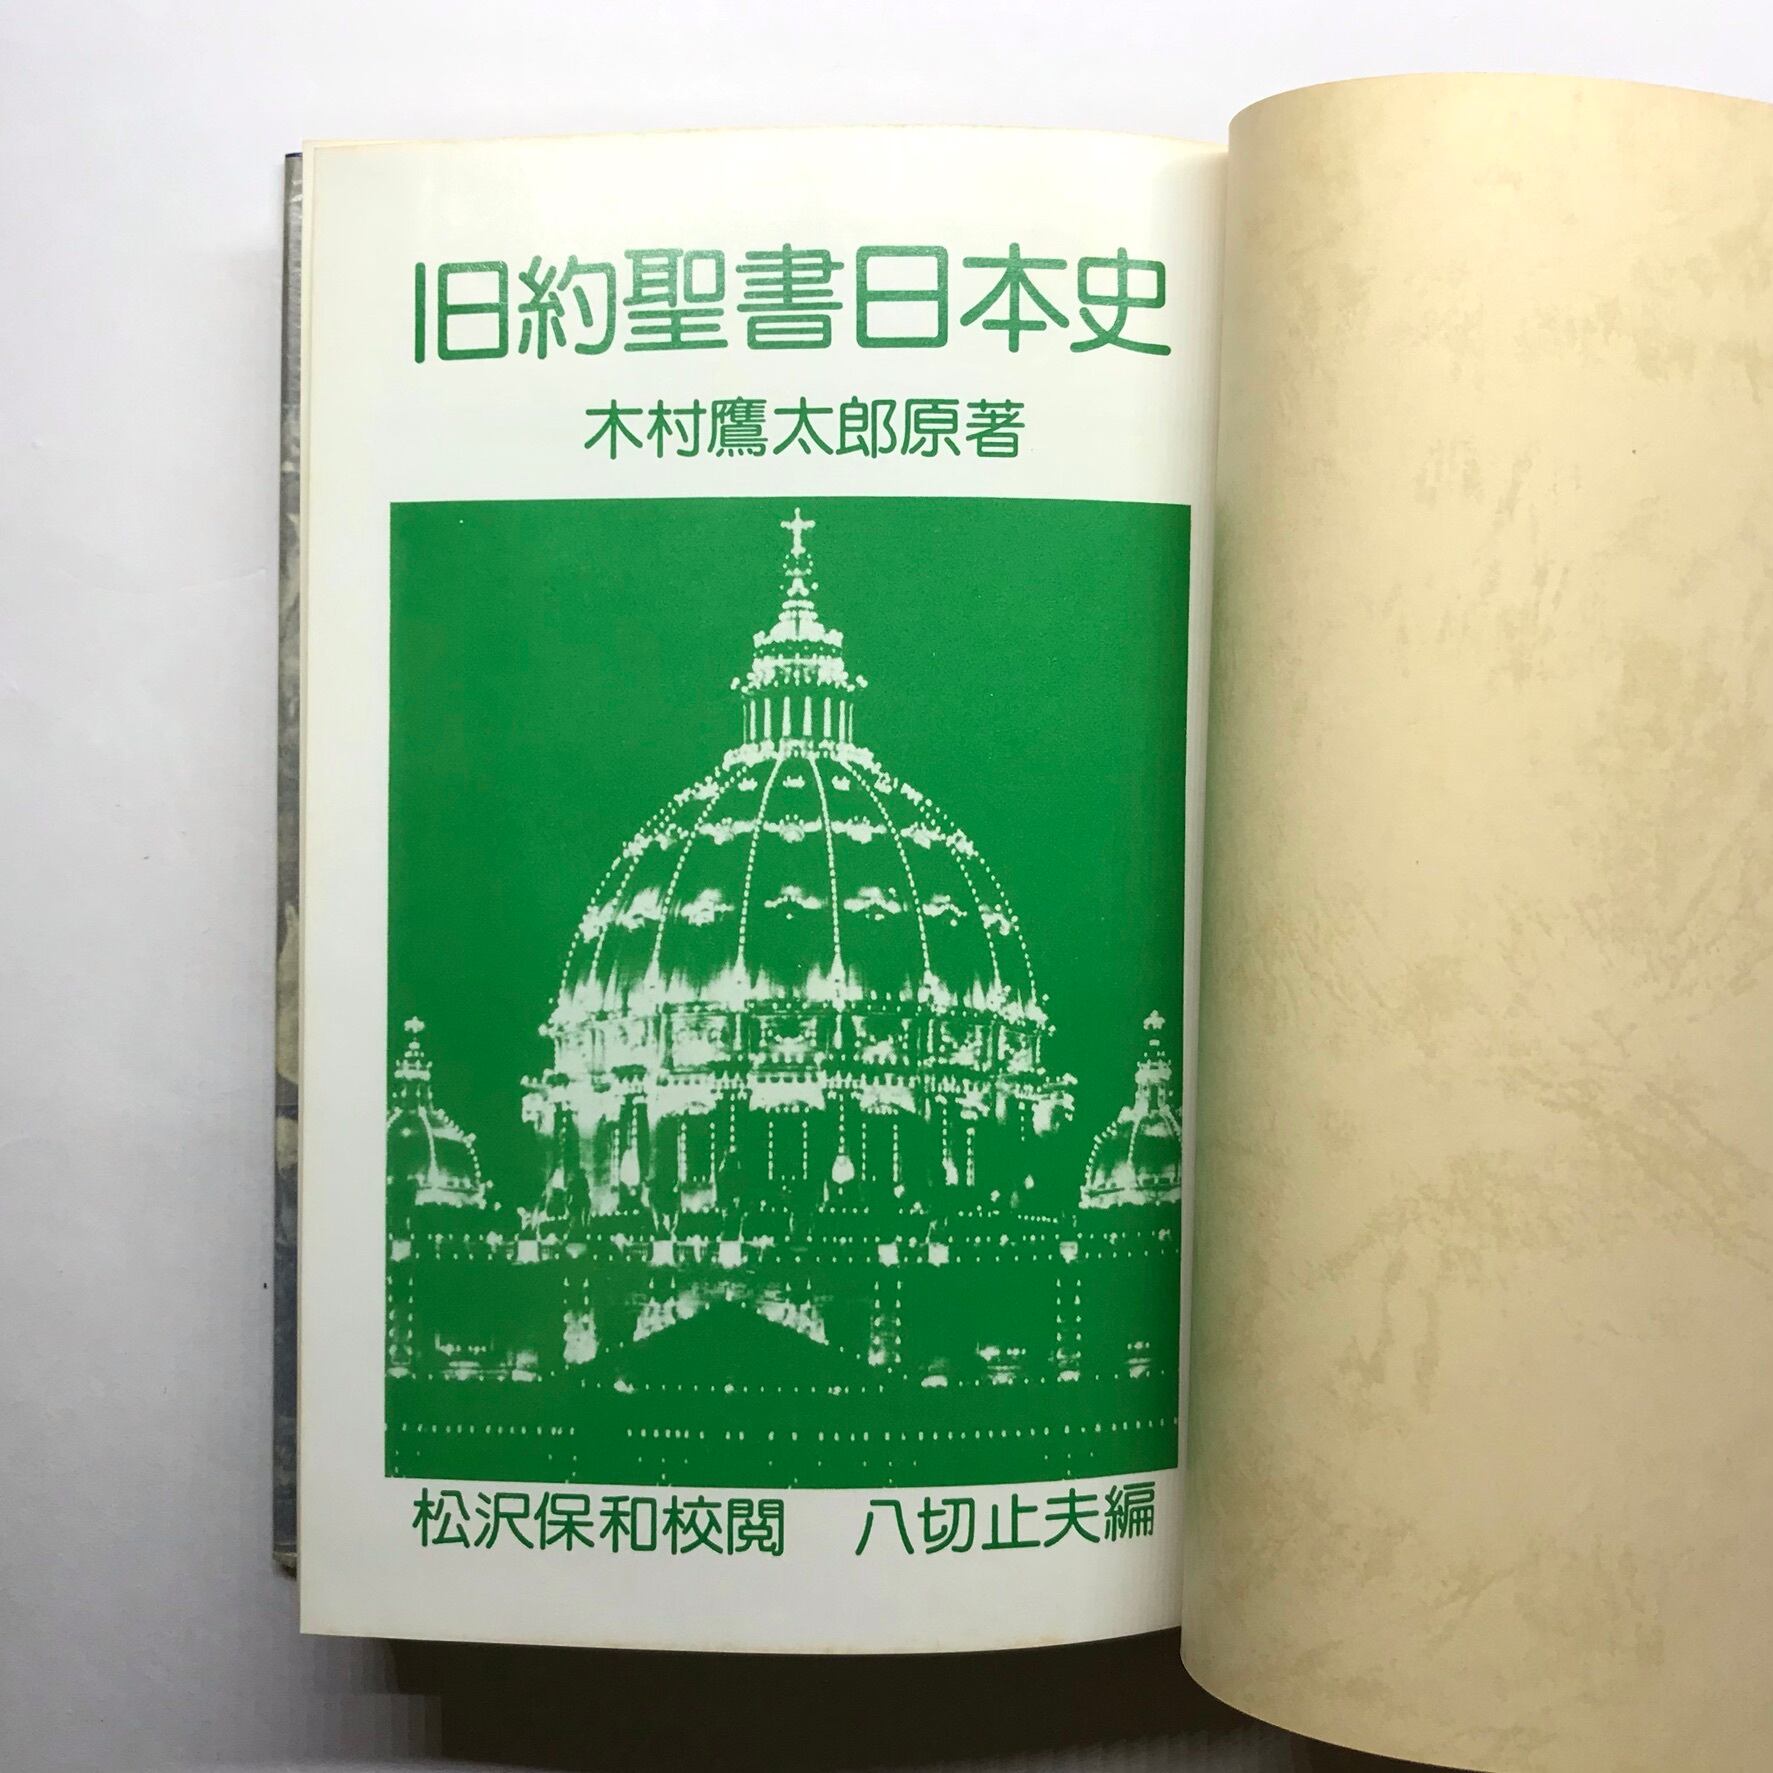 旧約聖書日本史
木村鷹太郎原著
松沢保和校閲　八切止夫編